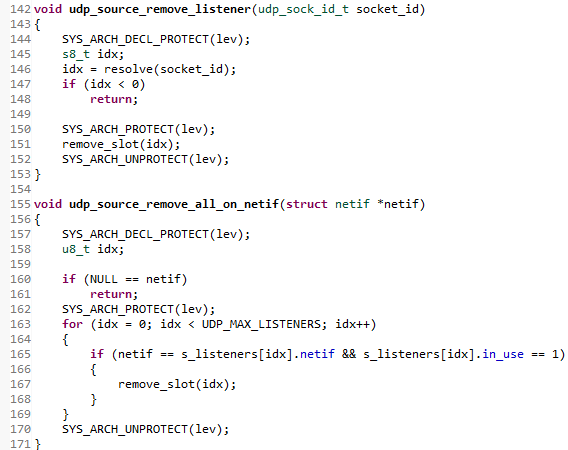 142 void udp_source_remove_listener(udp_sock_id_t socket_id)
143 {
144     SYS_ARCH_DECL_PROTECT(lev);
145     s8_t idx;
146     idx = resolve(socket_id);
147     if (idx < 0)
148         return;
149
150     SYS_ARCH_PROTECT(lev);
151     remove_slot(idx);
152     SYS_ARCH_UNPROTECT(lev);
153 }
154
155 void udp_source_remove_all_on_netif(struct netif *netif)
156 {
157     SYS_ARCH_DECL_PROTECT(lev);
158     u8_t idx;
159
160     if (NULL == netif)
161         return;
162     SYS_ARCH_PROTECT(lev);
163     for (idx = 0; idx < UDP_MAX_LISTENERS; idx++)
164     {
165         if (netif == s_listeners[idx].netif && s_listeners[idx].in_use == 1)
166         {
167             remove_slot(idx);
168         }
169     }
170     SYS_ARCH_UNPROTECT(lev);
171 }